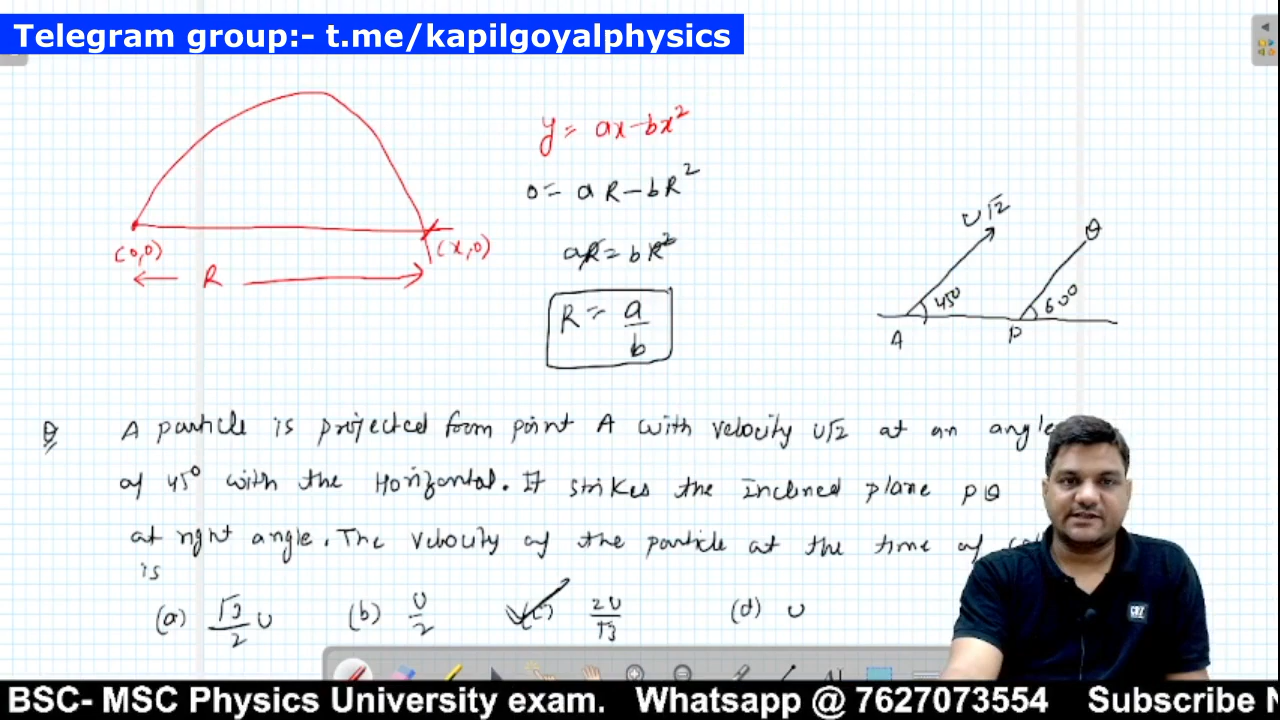 Telegram group:- t.me/kapilgoyalphysics
y = ax-bx²
0 = aR-bR²
aR = bR²
R = a/b
(0,0)
(x,0)
R
u√2
45°
A
Q
60°
P
Q A particle is projected from point A with velocity u√2 at an angle
of 45° with the Horizontal. It strikes the Inclined plane PQ
at right angle. The velocity of the particle at the time of
is
(a) √3/2 u (b) u/2 (c) 2u/√3 (d) u
BSC- MSC Physics University exam. Whatsapp @ 7627073554 Subscribe N